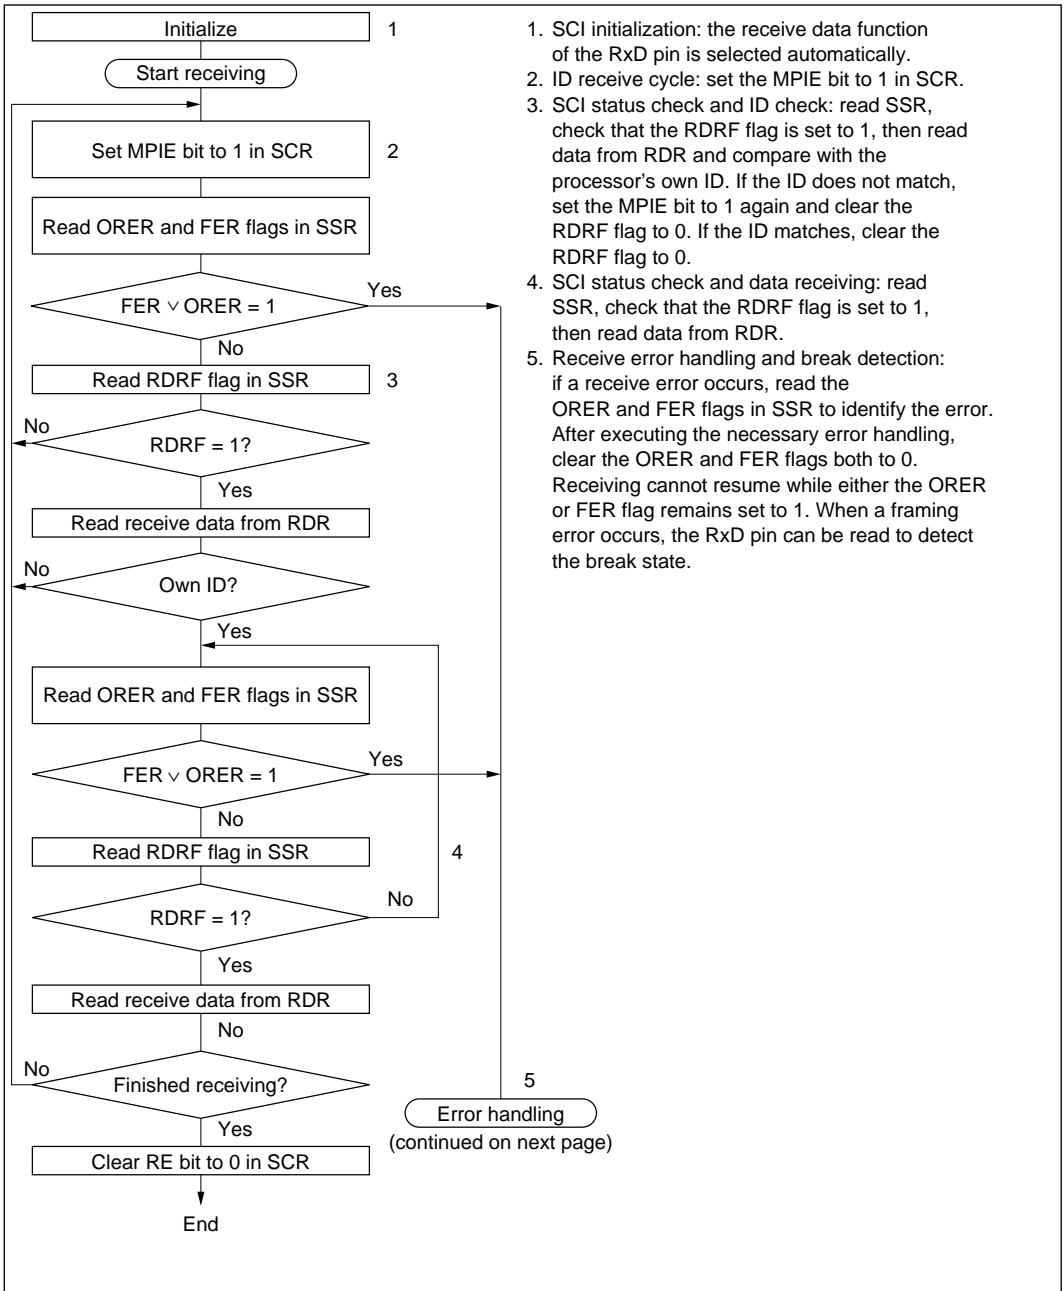 Initialize
1
Start receiving
Set MPIE bit to 1 in SCR
2
Read ORER and FER flags in SSR
FER ∨ ORER = 1
Yes
No
Read RDRF flag in SSR
3
No
RDRF = 1?
Yes
Read receive data from RDR
No
Own ID?
Yes
Read ORER and FER flags in SSR
FER ∨ ORER = 1
Yes
No
Read RDRF flag in SSR
4
RDRF = 1?
No
Yes
Read receive data from RDR
No
No
Finished receiving?
Yes
Clear RE bit to 0 in SCR
End
5
Error handling
(continued on next page)
1. SCI initialization: the receive data function
of the RxD pin is selected automatically.
2. ID receive cycle: set the MPIE bit to 1 in SCR.
3. SCI status check and ID check: read SSR,
check that the RDRF flag is set to 1, then read
data from RDR and compare with the
processor's own ID. If the ID does not match,
set the MPIE bit to 1 again and clear the
RDRF flag to 0. If the ID matches, clear the
RDRF flag to 0.
4. SCI status check and data receiving: read
SSR, check that the RDRF flag is set to 1,
then read data from RDR.
5. Receive error handling and break detection:
if a receive error occurs, read the
ORER and FER flags in SSR to identify the error.
After executing the necessary error handling,
clear the ORER and FER flags both to 0.
Receiving cannot resume while either the ORER
or FER flag remains set to 1. When a framing
error occurs, the RxD pin can be read to detect
the break state.